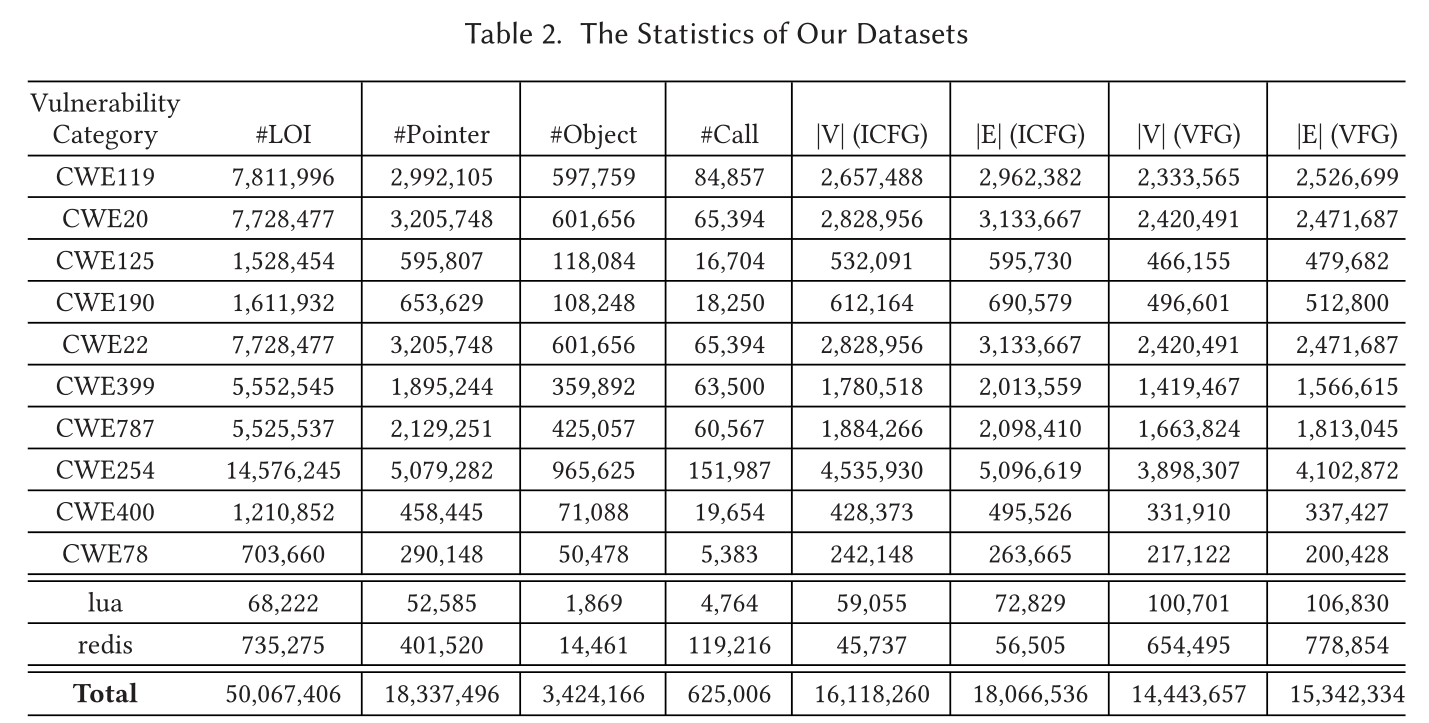 Table 2. The Statistics of Our Datasets
Vulnerability
Category #LOI #Pointer #Object #Call |V| (ICFG) |E| (ICFG) |V| (VFG) |E| (VFG)
CWE119 7,811,996 2,992,105 597,759 84,857 2,657,488 2,962,382 2,333,565 2,526,699
CWE20 7,728,477 3,205,748 601,656 65,394 2,828,956 3,133,667 2,420,491 2,471,687
CWE125 1,528,454 595,807 118,084 16,704 532,091 595,730 466,155 479,682
CWE190 1,611,932 653,629 108,248 18,250 612,164 690,579 496,601 512,800
CWE22 7,728,477 3,205,748 601,656 65,394 2,828,956 3,133,667 2,420,491 2,471,687
CWE399 5,552,545 1,895,244 359,892 63,500 1,780,518 2,013,559 1,419,467 1,566,615
CWE787 5,525,537 2,129,251 425,057 60,567 1,884,266 2,098,410 1,663,824 1,813,045
CWE254 14,576,245 5,079,282 965,625 151,987 4,535,930 5,096,619 3,898,307 4,102,872
CWE400 1,210,852 458,445 71,088 19,654 428,373 495,526 331,910 337,427
CWE78 703,660 290,148 50,478 5,383 242,148 263,665 217,122 200,428
lua 68,222 52,585 1,869 4,764 59,055 72,829 100,701 106,830
redis 735,275 401,520 14,461 119,216 45,737 56,505 654,495 778,854
Total 50,067,406 18,337,496 3,424,166 625,006 16,118,260 18,066,536 14,443,657 15,342,334